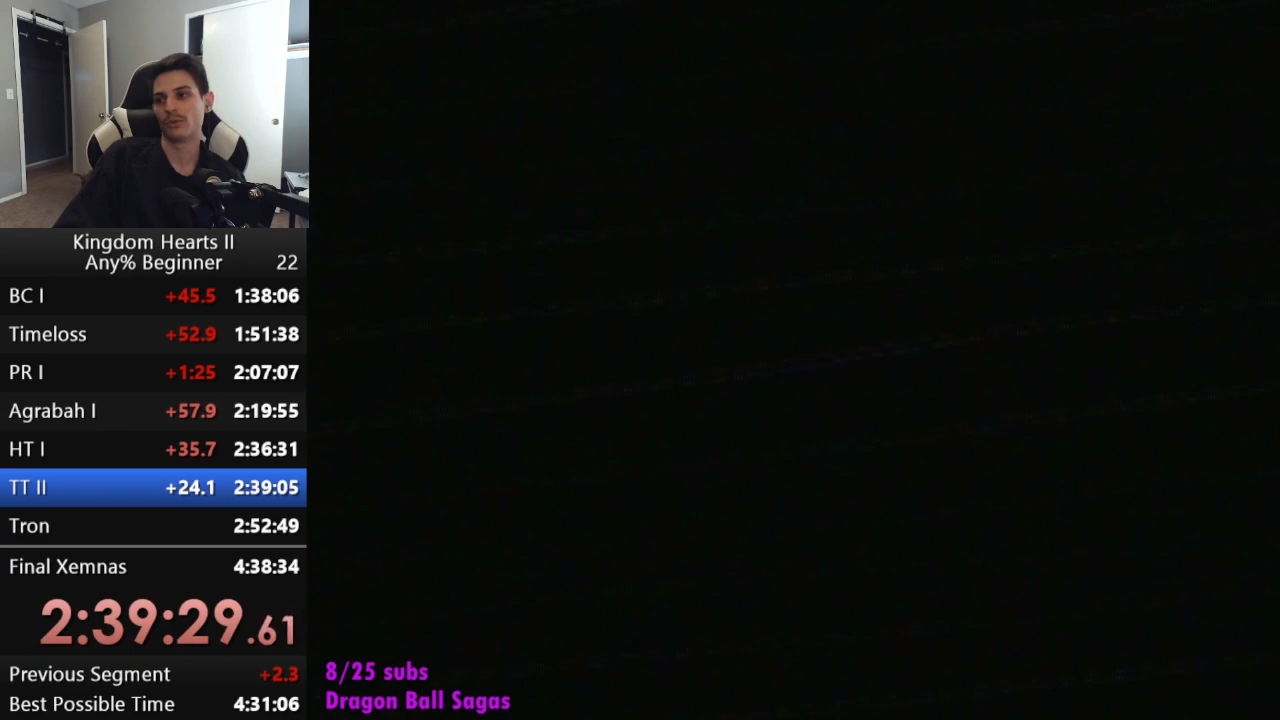 Kingdom Hearts II
Any% Beginner 22
BC I +45.5 1:38:06
Timeloss +52.9 1:51:38
PR I +1:25 2:07:07
Agrabah I +57.9 2:19:55
HT I +35.7 2:36:31
TT II +24.1 2:39:05
Tron 2:52:49
Final Xemnas 4:38:34
2:39:29.61
Previous Segment +2.3
Best Possible Time 4:31:06
8/25 subs
Dragon Ball Sagas